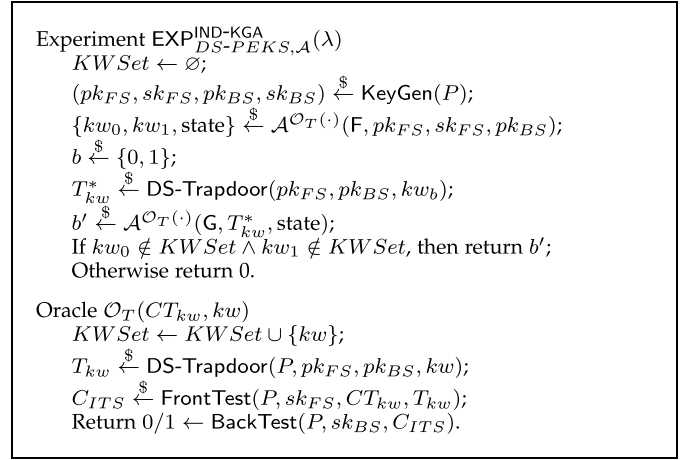 Experiment EXP^{IND-KGA}_{DS-PEKS,𝒜}(λ)
KWSet ← ∅;
(pk_{FS}, sk_{FS}, pk_{BS}, sk_{BS}) ←^{$} KeyGen(P);
{kw_0, kw_1, state} ←^{$} 𝒜^{𝒪_T(·)}(F, pk_{FS}, sk_{FS}, pk_{BS});
b ←^{$} {0, 1};
T^*_{kw} ←^{$} DS-Trapdoor(pk_{FS}, pk_{BS}, kw_b);
b′ ←^{$} 𝒜^{𝒪_T(·)}(G, T^*_{kw}, state);
If kw_0 ∉ KWSet ∧ kw_1 ∉ KWSet, then return b′;
Otherwise return 0.
Oracle 𝒪_T(CT_{kw}, kw)
KWSet ← KWSet ∪ {kw};
T_{kw} ←^{$} DS-Trapdoor(P, pk_{FS}, pk_{BS}, kw);
C_{ITS} ←^{$} FrontTest(P, sk_{FS}, CT_{kw}, T_{kw});
Return 0/1 ← BackTest(P, sk_{BS}, C_{ITS}).